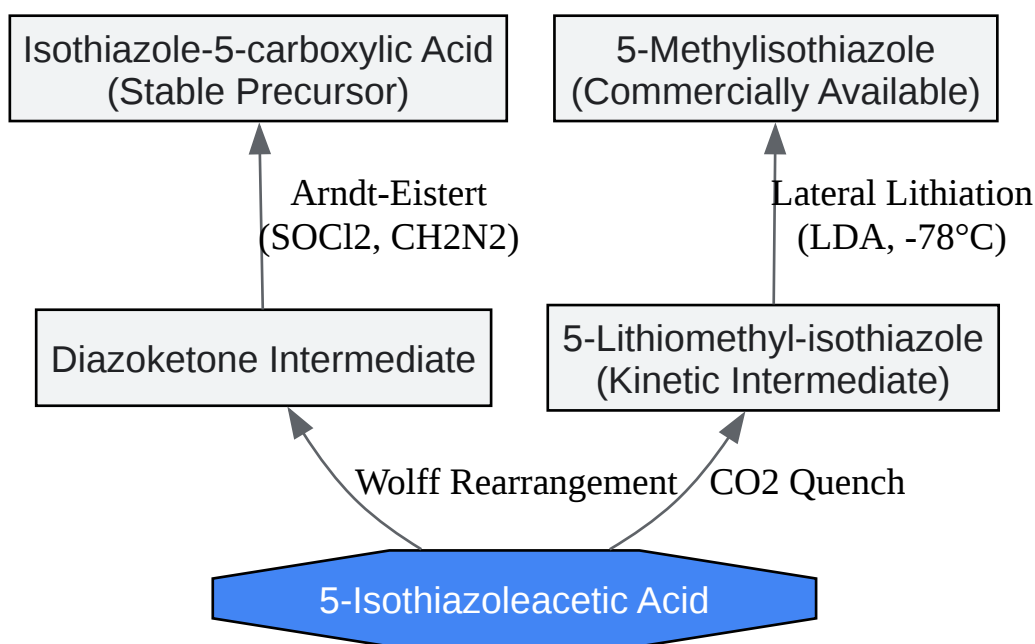 Isothiazole-5-carboxylic Acid
(Stable Precursor)
5-Methylisothiazole
(Commercially Available)
Arndt-Eistert
(SOCl2, CH2N2)
Lateral Lithiation
(LDA, -78°C)
Diazoketone Intermediate
5-Lithiomethyl-isothiazole
(Kinetic Intermediate)
Wolff Rearrangement
CO2 Quench
5-Isothiazoleacetic Acid